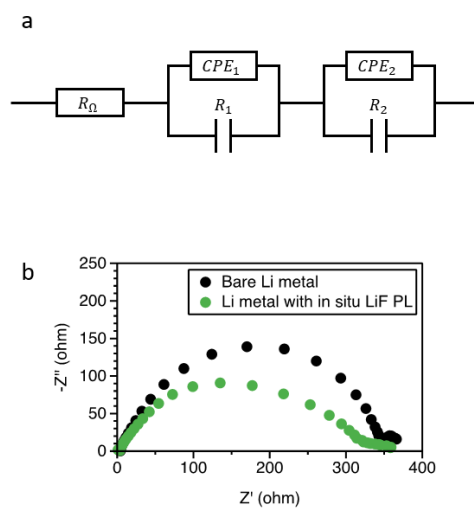 a
CPE₁
CPE₂
R_Ω
R₁
R₂
b
250
200
150
100
50
0
-Z" (ohm)
Bare Li metal
Li metal with in situ LiF PL
0 100 200 300 400
Z' (ohm)